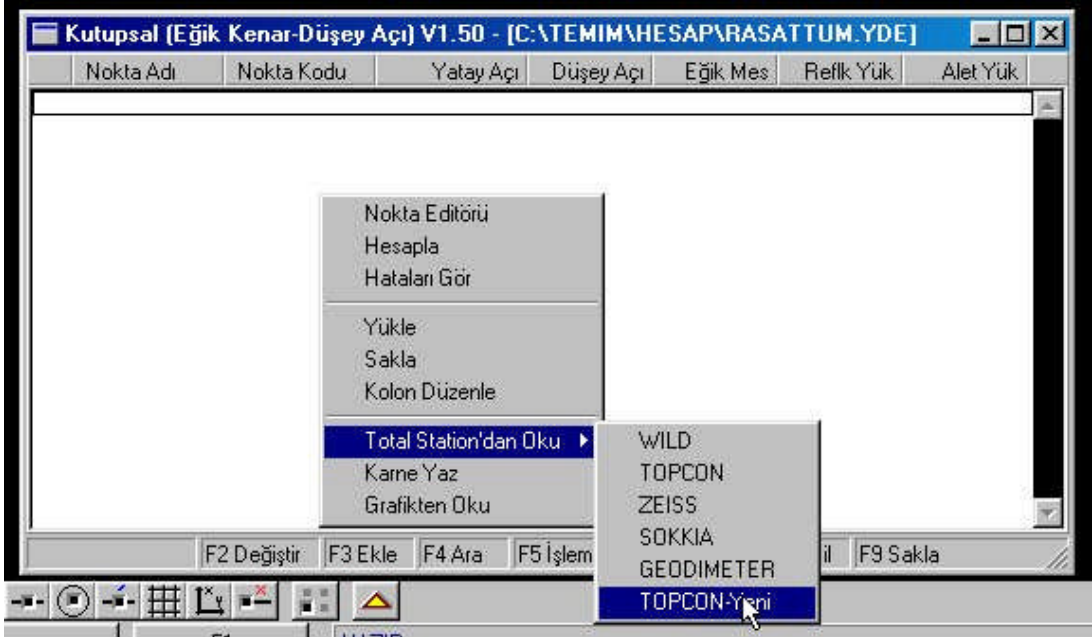 Kutupsal (Eğik Kenar-Düşey Açı) V1.50 - [C:\TEMIM\HESAP\RASATTUM.YDE]
Nokta Adı Nokta Kodu Yatay Açı Düşey Açı Eğik Mes Reflk Yük Alet Yük
Nokta Editörü
Hesapla
Hataları Gör
Yükle
Sakla
Kolon Düzenle
Total Station'dan Oku
Karne Yaz
Grafikten Oku
WILD
TOPCON
ZEISS
SOKKIA
GEODIMETER
TOPCON-Yeni
F2 Değiştir F3 Ekle F4 Ara F5 İşlem F9 Sakla